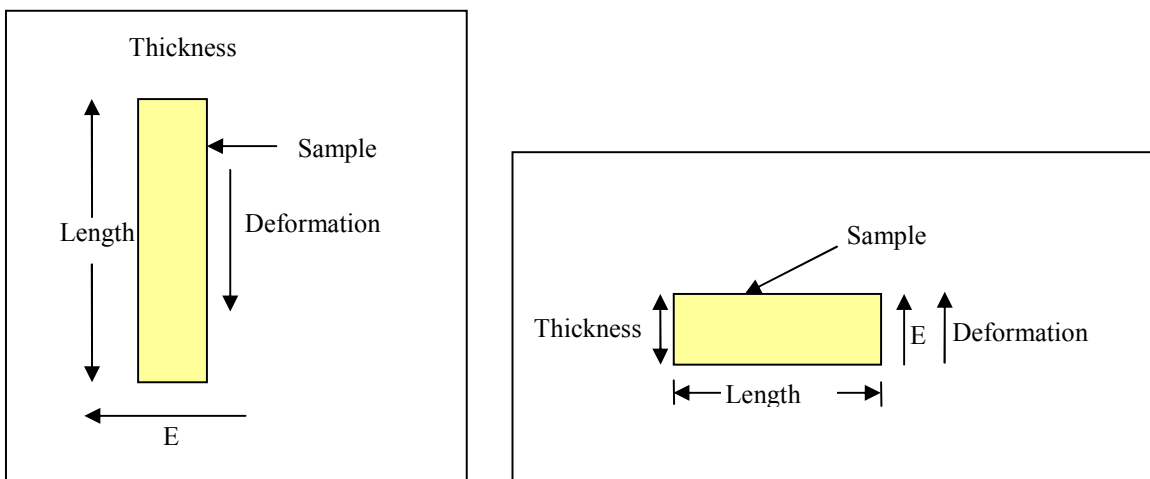 Thickness
Sample
Deformation
Length
E
Sample
Thickness
E
Deformation
Length